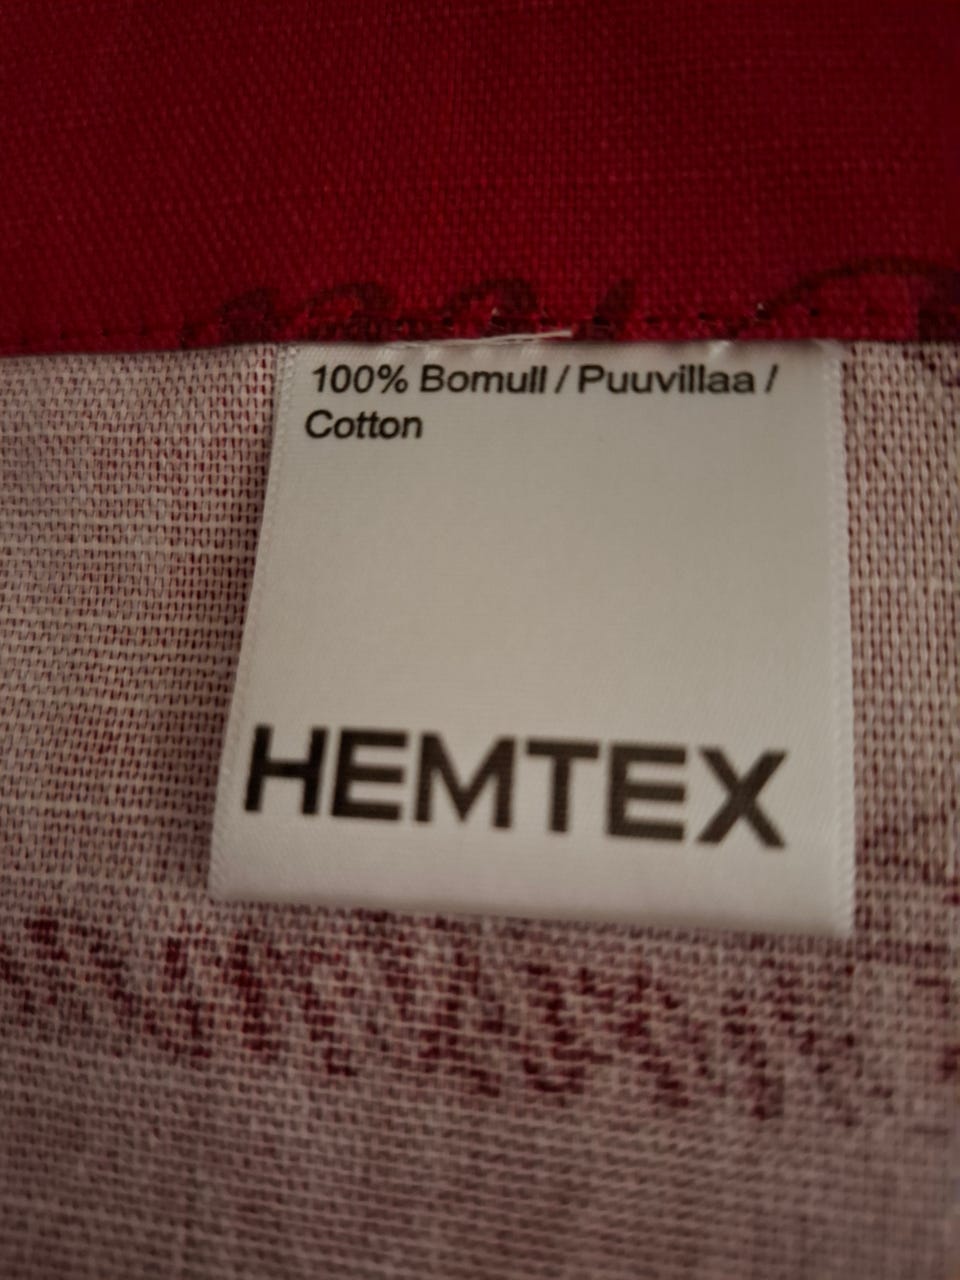 100% Bomull / Puuvillaa /
Cotton
HEMTEX